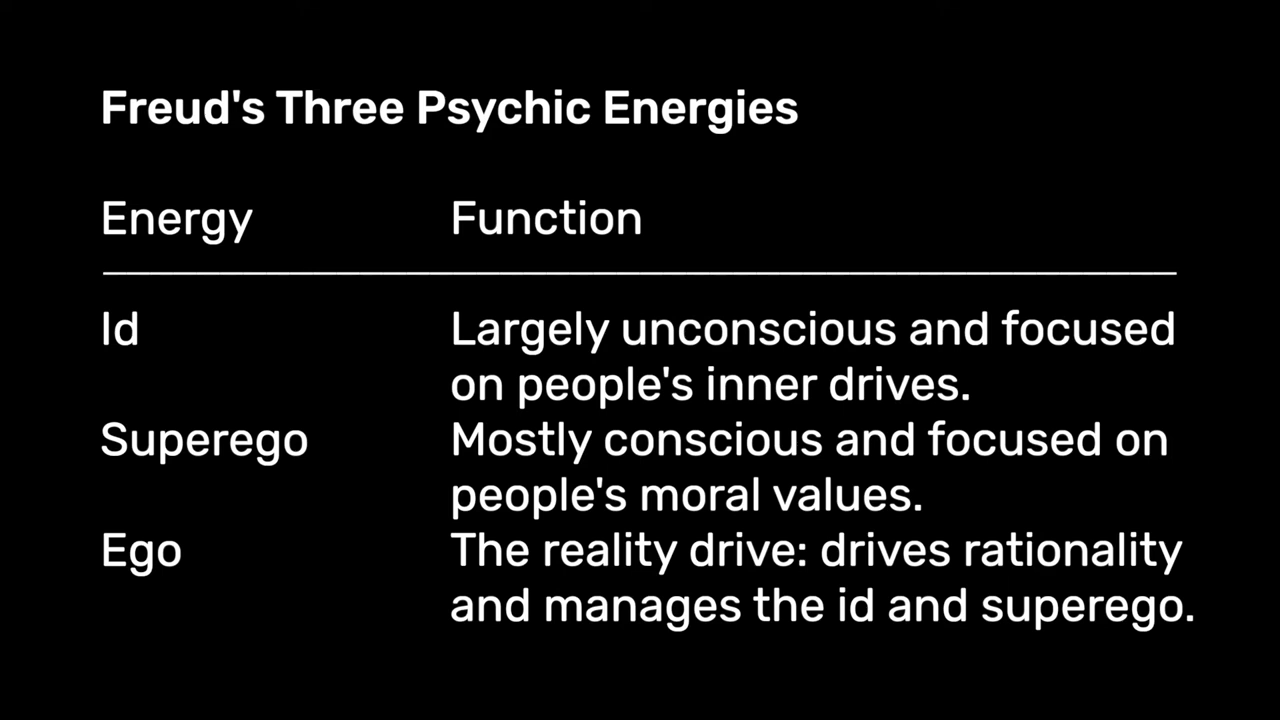 Freud's Three Psychic Energies
Energy Function
Id Largely unconscious and focused
on people's inner drives.
Superego Mostly conscious and focused on
people's moral values.
Ego The reality drive: drives rationality
and manages the id and superego.